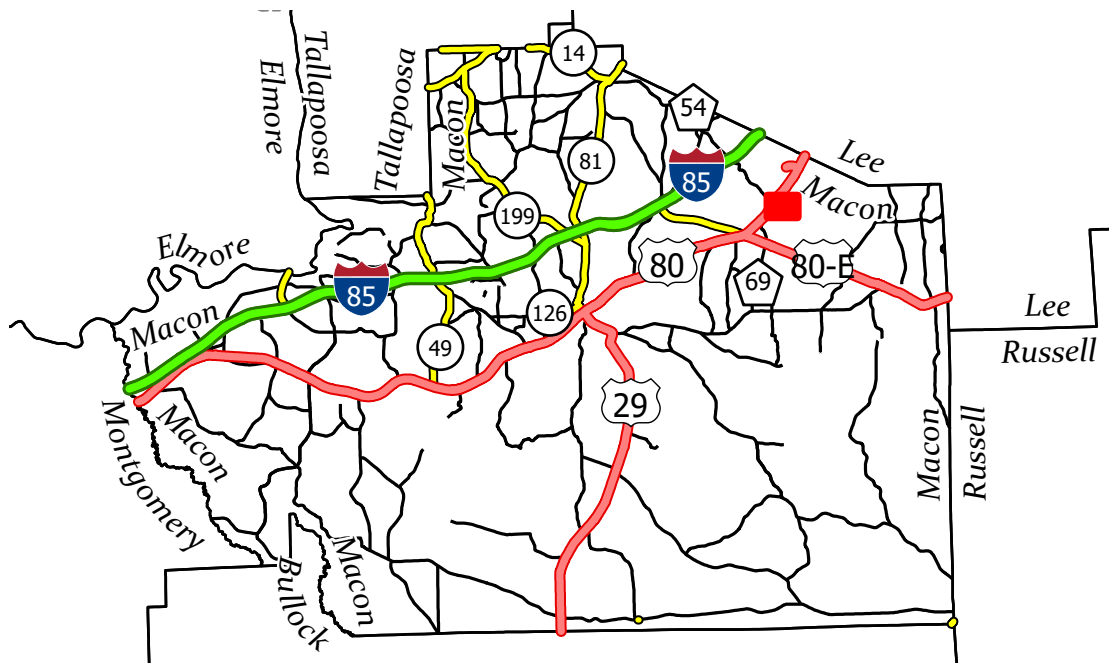 Tallapoosa
Elmore
Tallapoosa
Macon
14
54
Lee
Macon
81
85
199
Elmore
Macon
85
80
80-E
69
126
49
Lee
Russell
29
Macon
Montgomery
Macon
Russell
Macon
Bullock